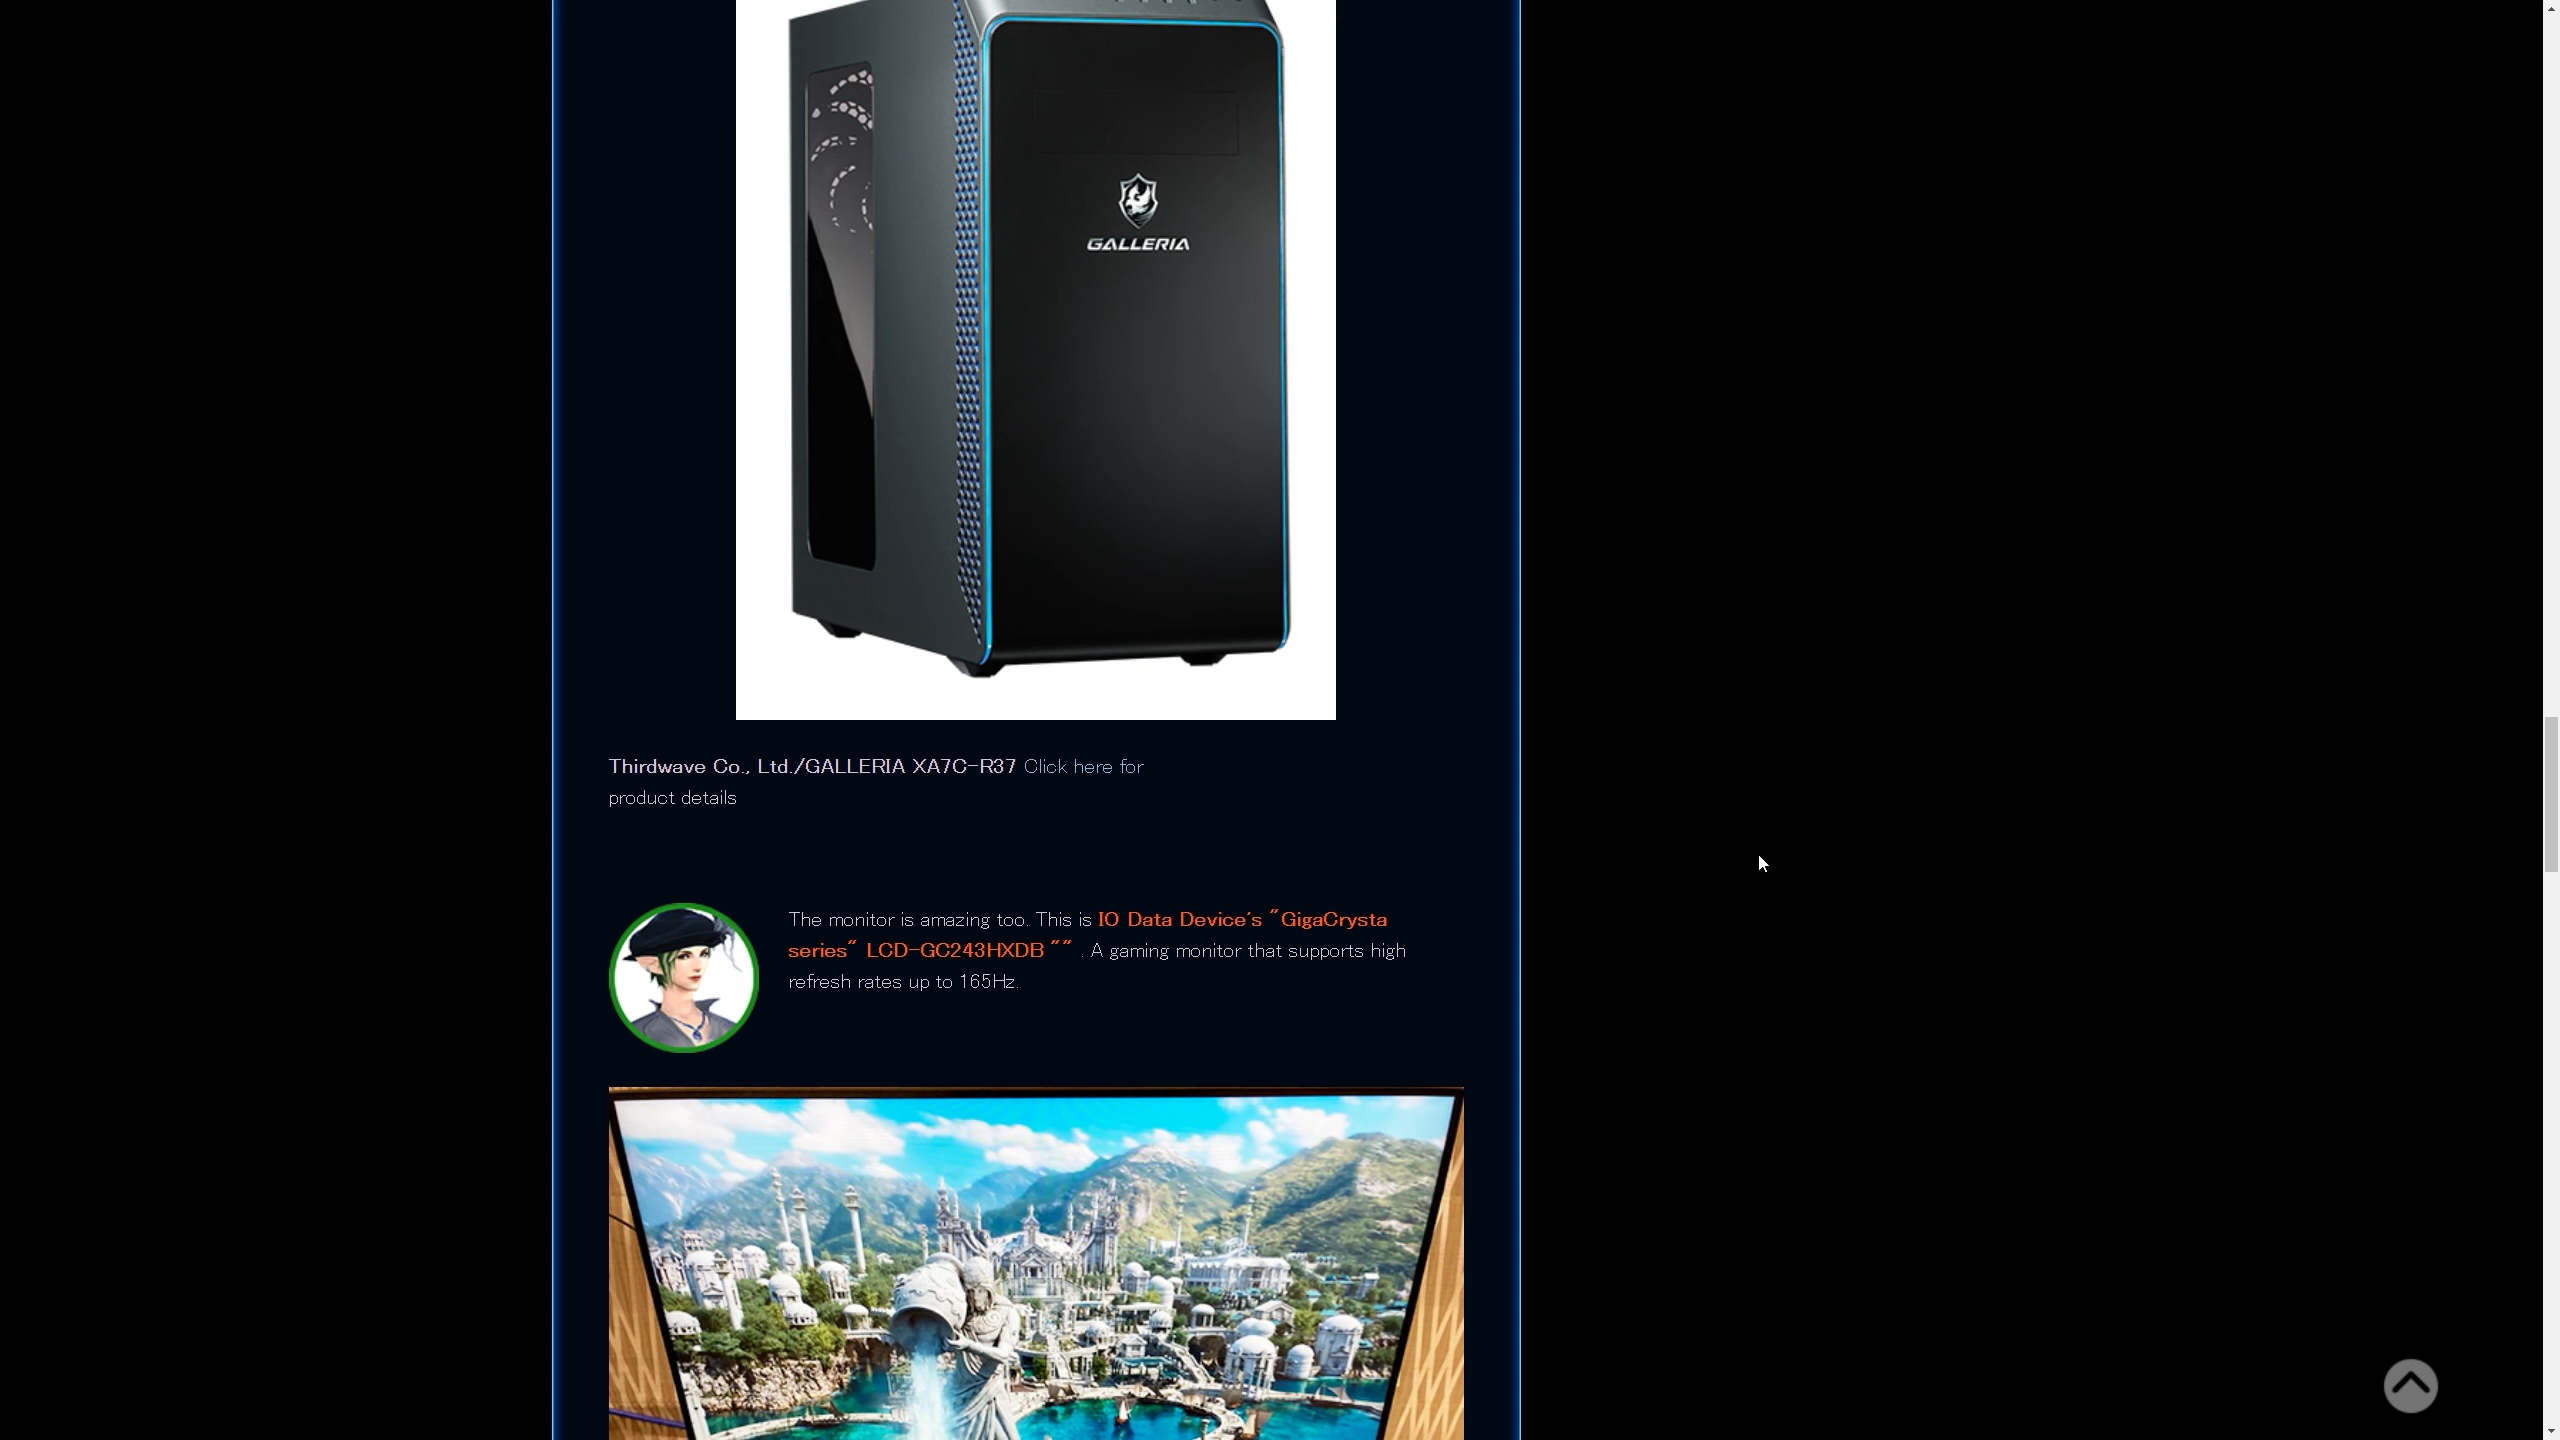 GALLERIA
Thirdwave Co., Ltd./GALLERIA XA7C-R37 Click here for
product details
The monitor is amazing too. This is IO Data Device's "GigaCrysta
series" LCD-GC243HXDB "" . A gaming monitor that supports high
refresh rates up to 165Hz.